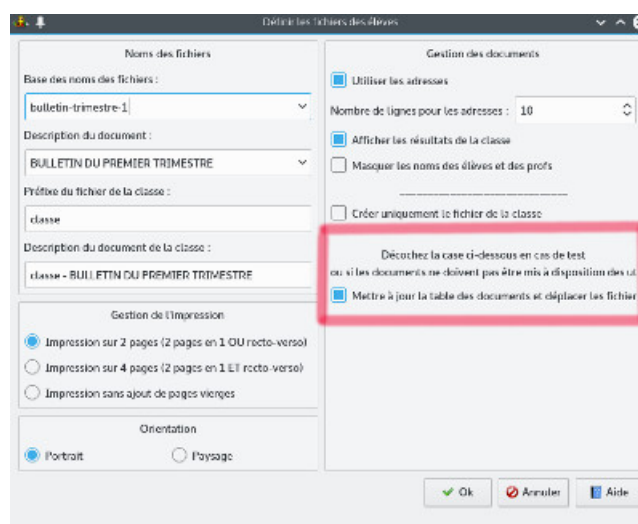 Définir les fichiers des élèves
Noms des fichiers
Base des noms des fichiers :
bulletin-trimestre-1
Description du document :
BULLETIN DU PREMIER TRIMESTRE
Préfixe du fichier de la classe :
classe
Description du document de la classe :
classe - BULLETIN DU PREMIER TRIMESTRE
Gestion de l'impression
Impression sur 2 pages (2 pages en 1 OU recto-verso)
Impression sur 4 pages (2 pages en 1 ET recto-verso)
Impression sans ajout de pages vierges
Orientation
Portrait
Paysage
Gestion des documents
Utiliser les adresses
Nombre de lignes pour les adresses : 10
Afficher les résultats de la classe
Masquer les noms des élèves et des profs
Créer uniquement le fichier de la classe
Décochez la case ci-dessous en cas de test
ou si les documents ne doivent pas être mis à disposition des ut
Mettre à jour la table des documents et déplacer les fichier
Ok
Annuler
Aide